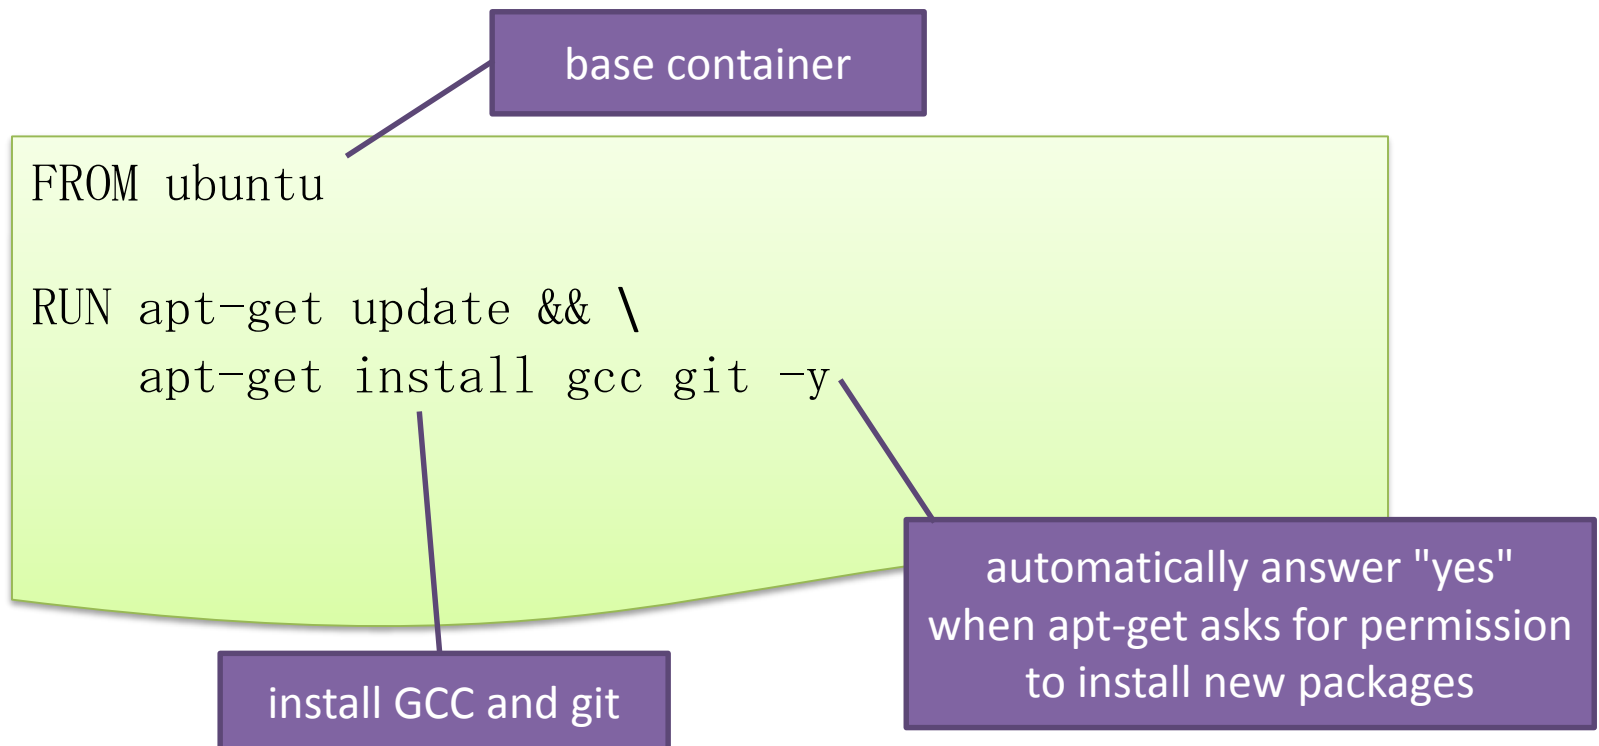 base container
FROM ubuntu
RUN apt-get update && \
apt-get install gcc git -y
automatically answer "yes"
when apt-get asks for permission
to install new packages
install GCC and git